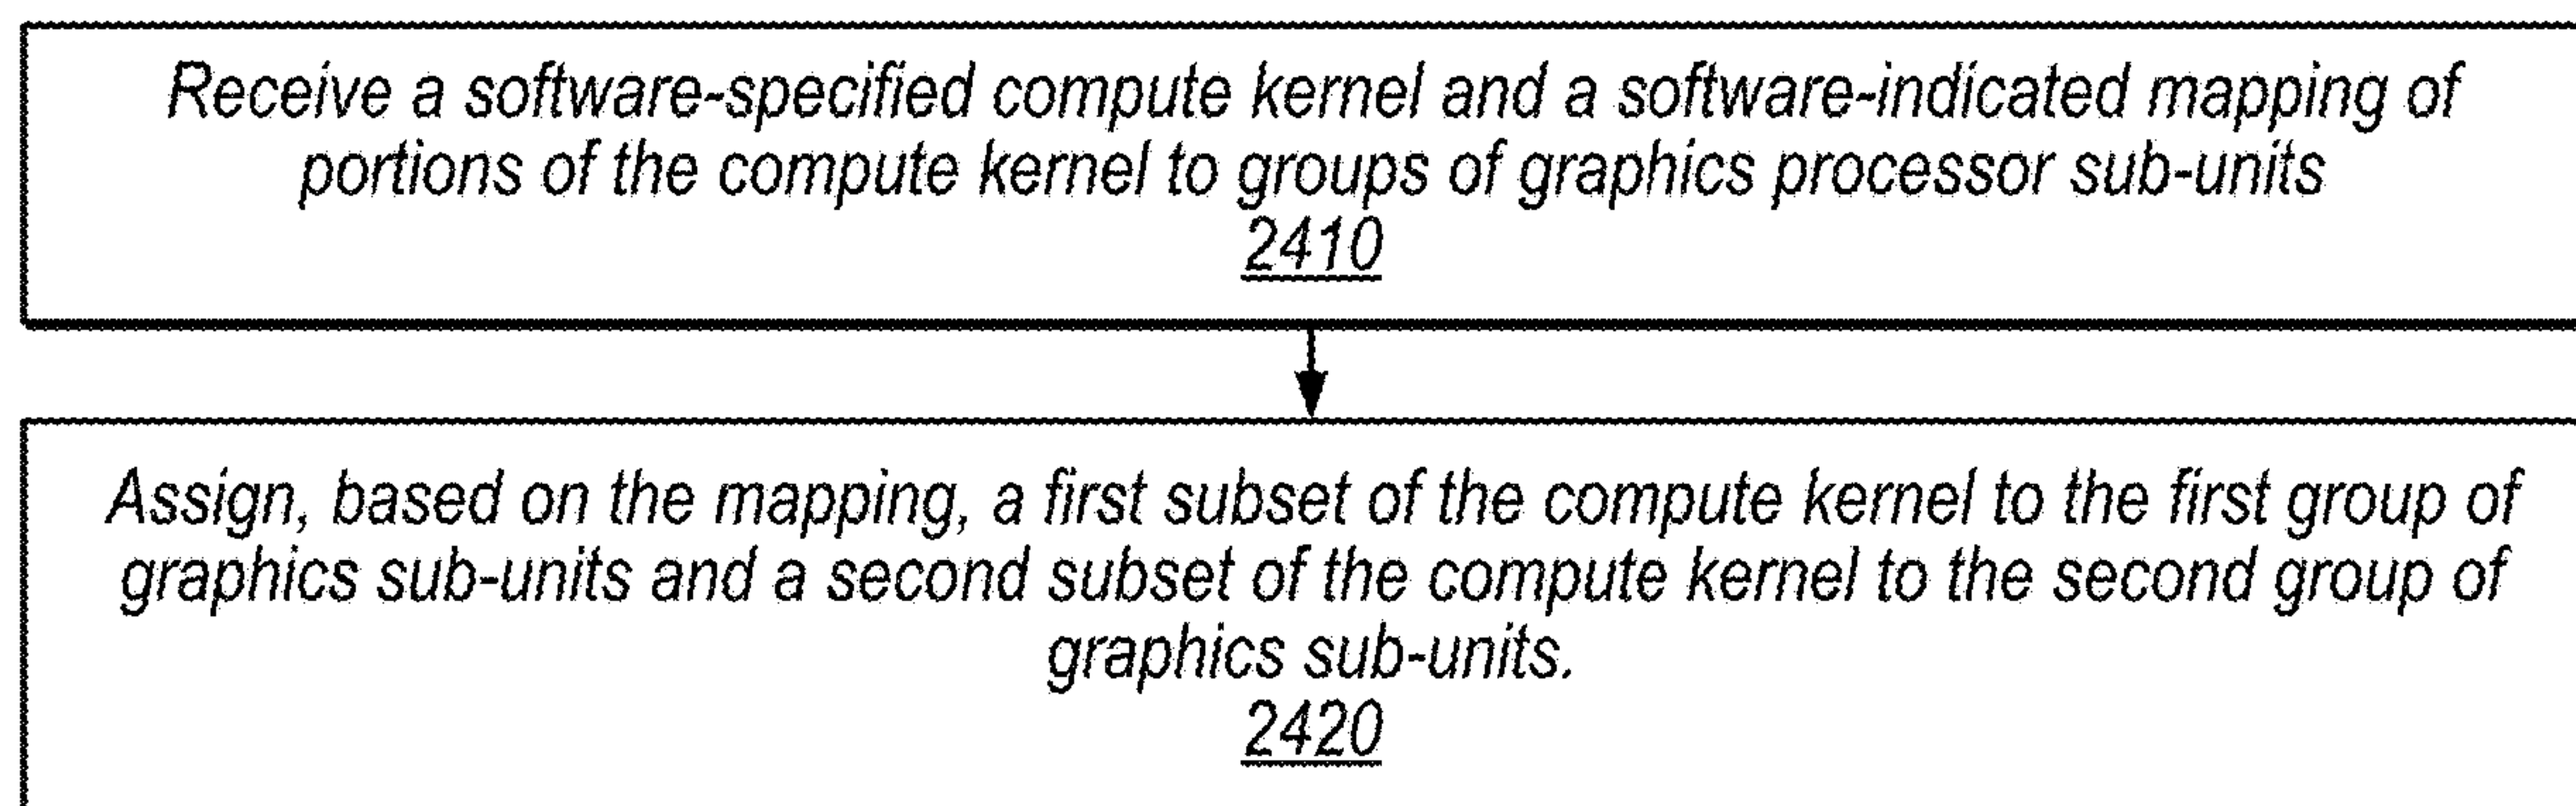 Receive a software-specified compute kernel and a software-indicated mapping of
portions of the compute kernel to groups of graphics processor sub-units
2410
Assign, based on the mapping, a first subset of the compute kernel to the first group of
graphics sub-units and a second subset of the compute kernel to the second group of
graphics sub-units.
2420